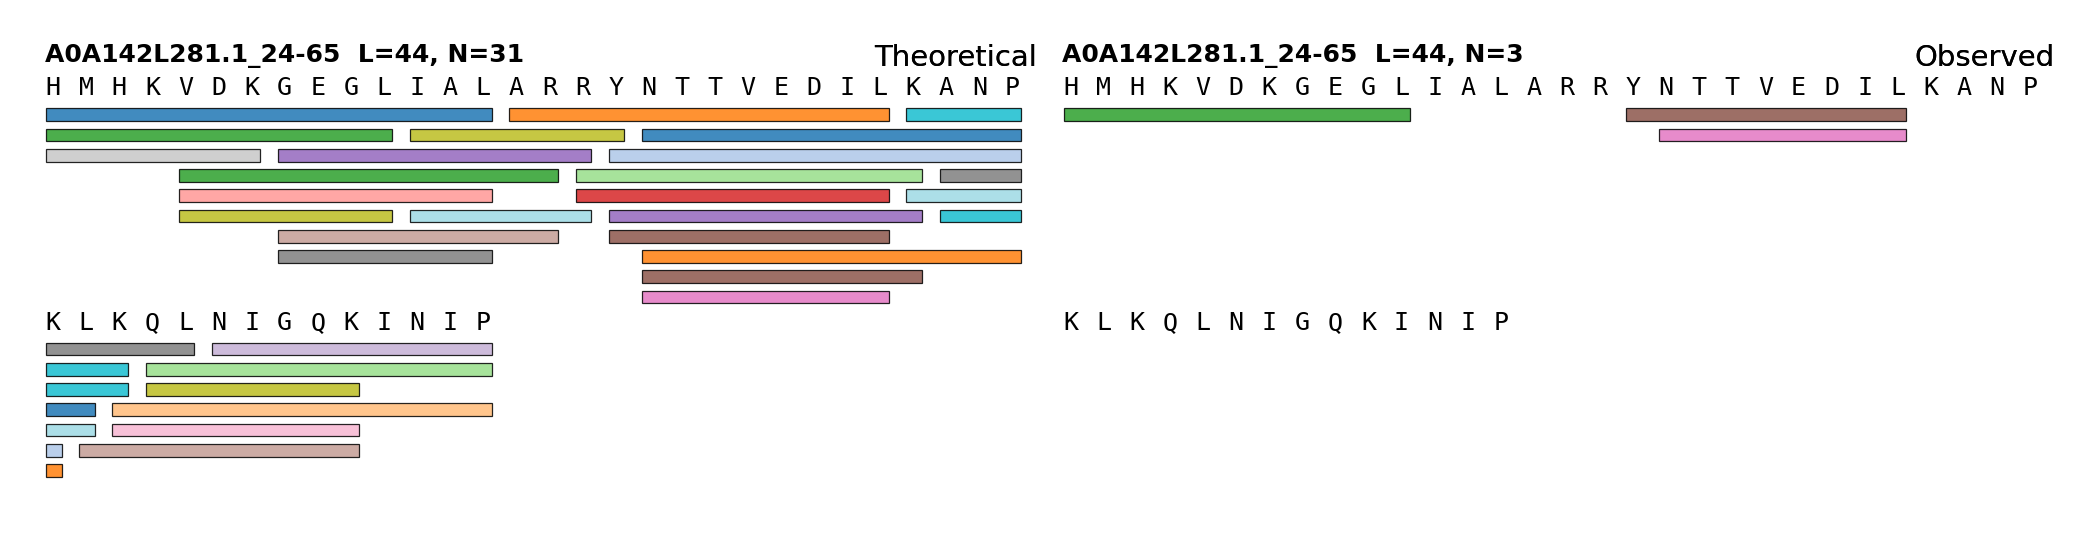 A0A142L281.1_24-65 L=44, N=31 Theoretical
H M H K V D K G E G L I A L A R R Y N T T V E D I L K A N P
K L K Q L N I G Q K I N I P
A0A142L281.1_24-65 L=44, N=3 Observed
H M H K V D K G E G L I A L A R R Y N T T V E D I L K A N P
K L K Q L N I G Q K I N I P